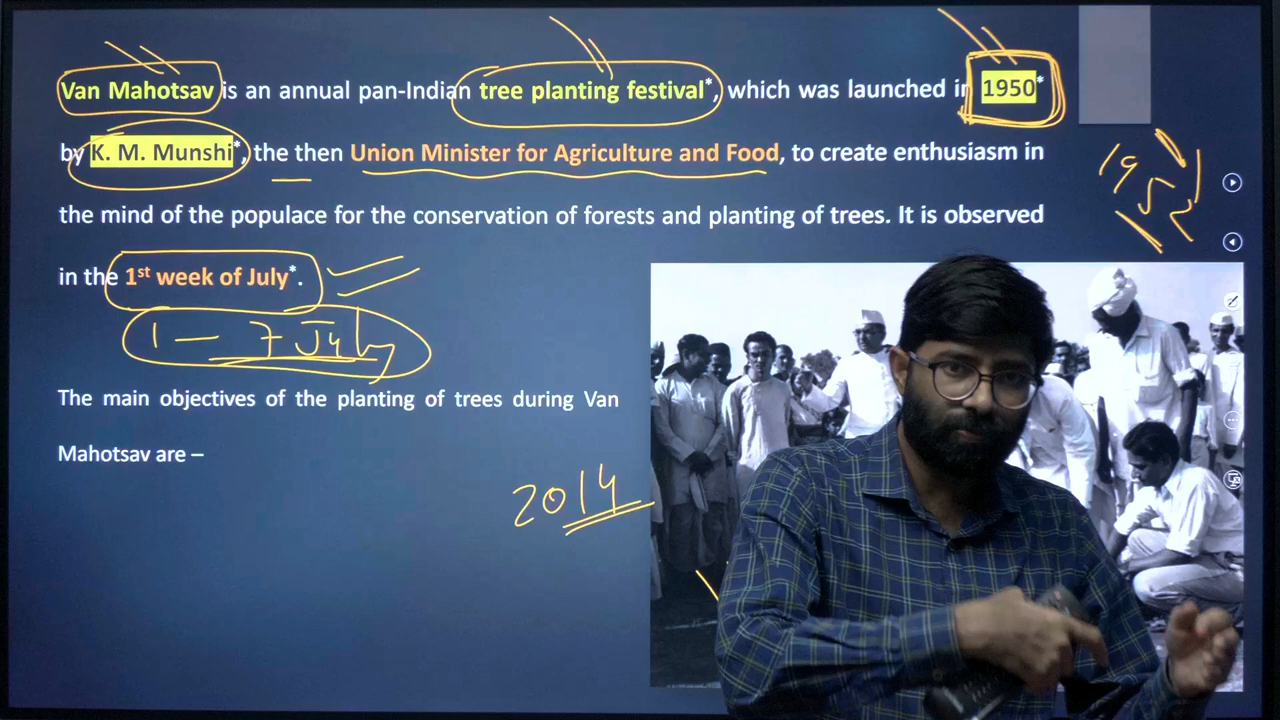 Van Mahotsav is an annual pan-Indian tree planting festival*, which was launched in 1950*
by K. M. Munshi*, the then Union Minister for Agriculture and Food, to create enthusiasm in
the mind of the populace for the conservation of forests and planting of trees. It is observed
in the 1st week of July*.
1952
1 — 7 July
The main objectives of the planting of trees during Van
Mahotsav are –
2014